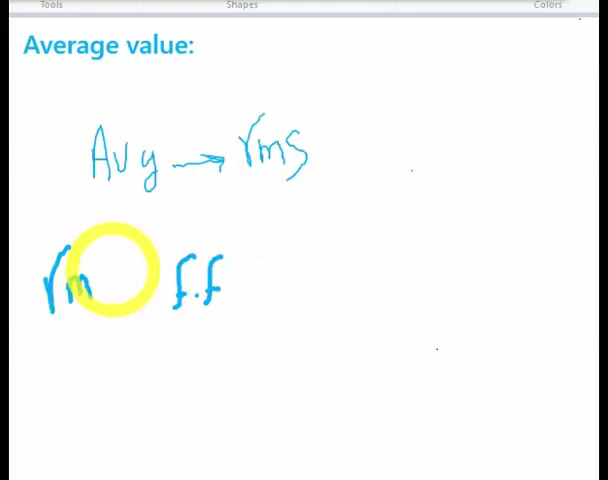 Tools Shapes Colors
Average value:
Avg → rms
rm f.f